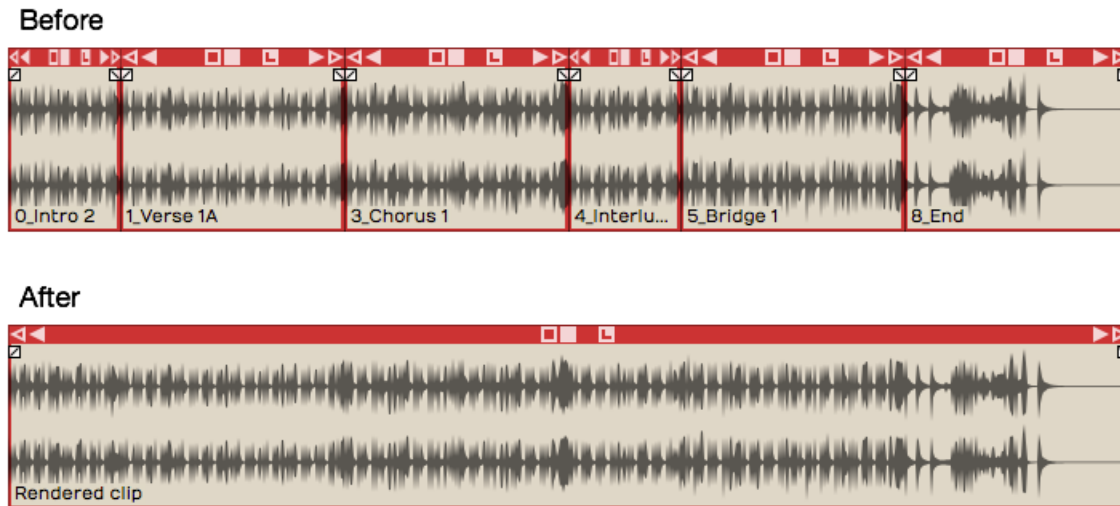 Before
0_Intro 2 1_Verse 1A 3_Chorus 1 4_Interlu... 5_Bridge 1 8_End
After
Rendered clip